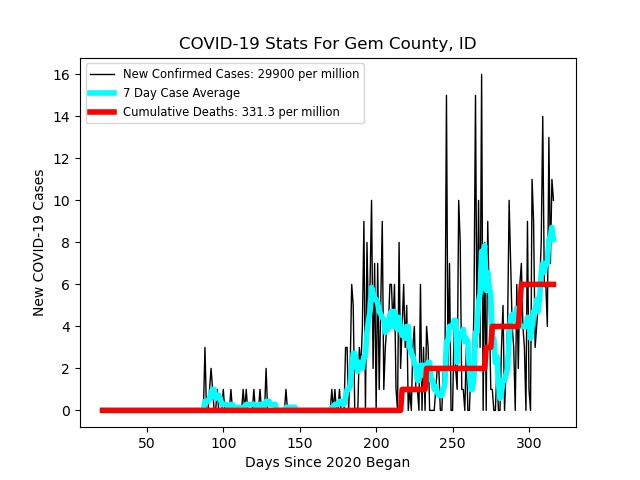 COVID-19 Stats For Gem County, ID
New Confirmed Cases: 29900 per million
7 Day Case Average
Cumulative Deaths: 331.3 per million
16
14
12
10
8
6
4
2
0
New COVID-19 Cases
50 100 150 200 250 300
Days Since 2020 Began